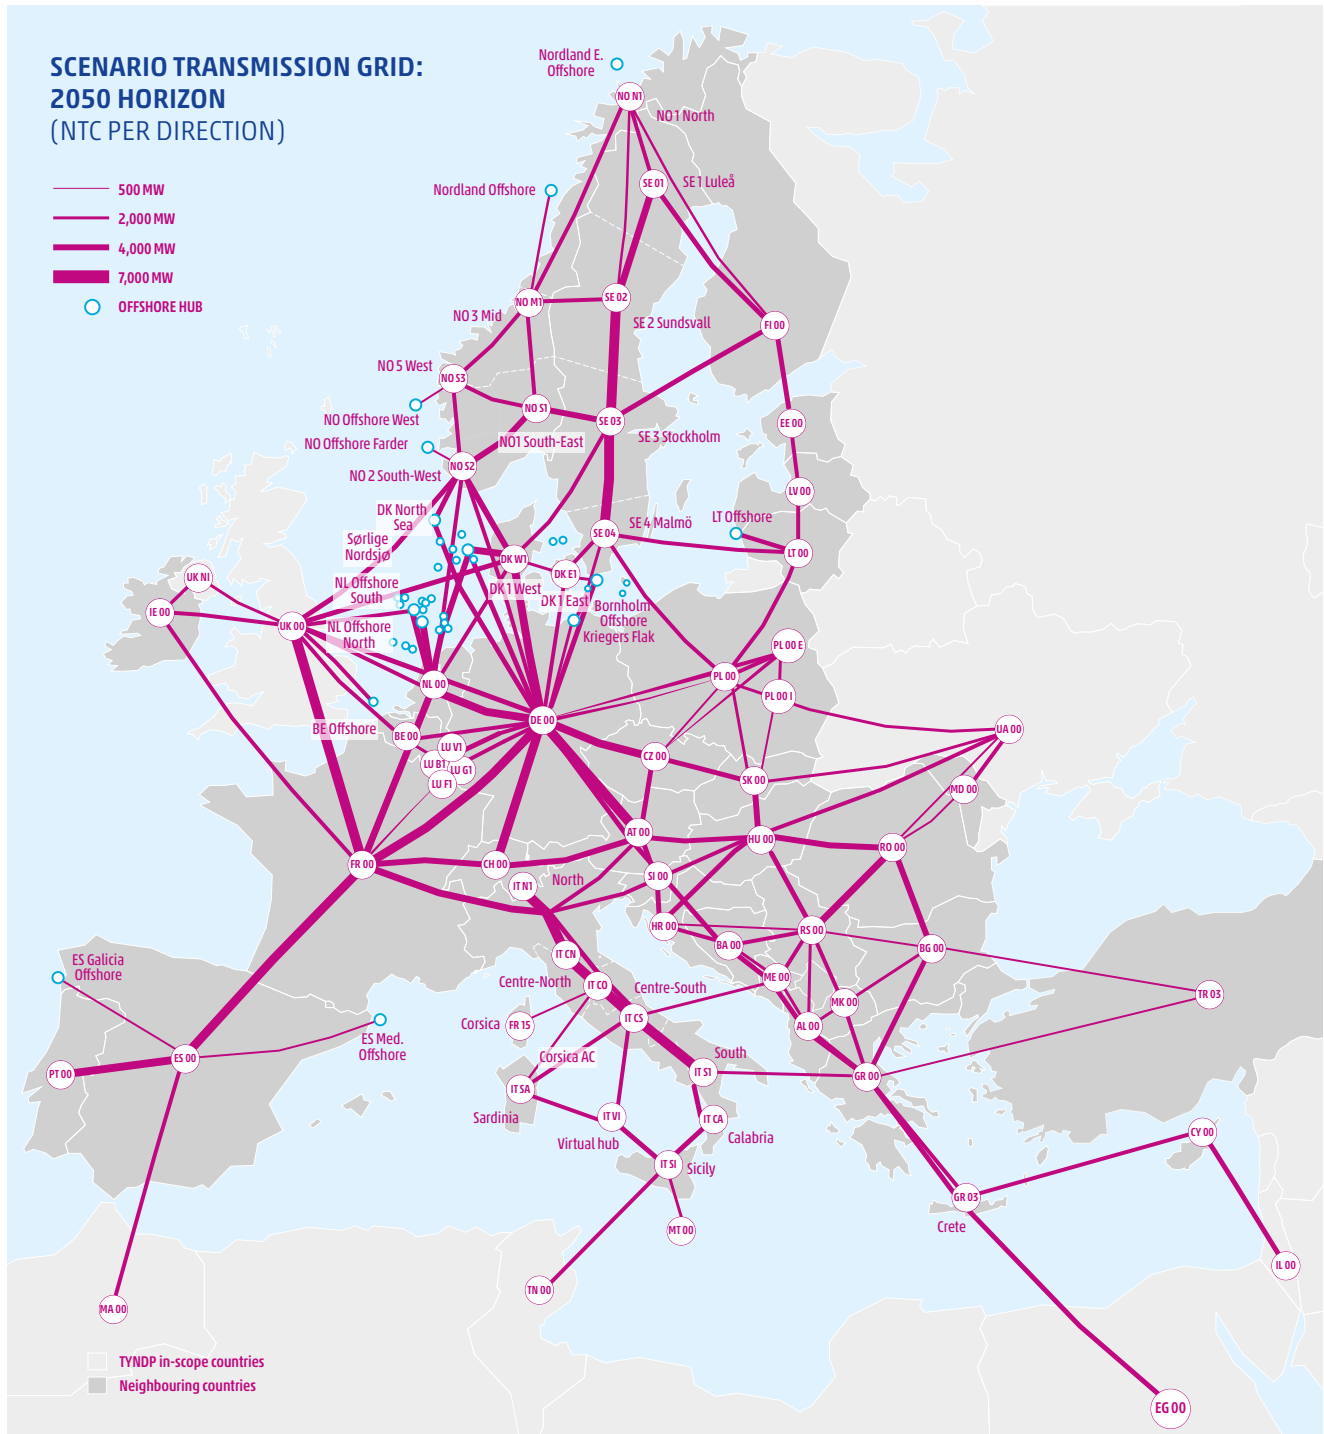 SCENARIO TRANSMISSION GRID:
2050 HORIZON
(NTC PER DIRECTION)
500 MW
2,000 MW
4,000 MW
7,000 MW
OFFSHORE HUB
Nordland E.
Offshore
NO N1
NO 1 North
SE 01
SE 1 Luleå
Nordland Offshore
NO M1
SE 02
NO 3 Mid
SE 2 Sundsvall
FI 00
NO 5 West
NO S3
NO Offshore West
NO S1
SE 03
EE 00
NO Offshore Farder
NO1 South-East
SE 3 Stockholm
NO S2
NO 2 South-West
LV 00
DK North
Sea
SE 4 Malmö
LT Offshore
SE 04
Sørlige
Nordsjø
LT 00
DK W1
UK NI
NL Offshore
South
DK 1 West
DK E1
DK 1 East
Bornholm
Offshore
Kriegers Flak
IE 00
UK 00
NL Offshore
North
PL 00 E
PL 00
NL 00
PL 00 I
BE Offshore
DE 00
UA 00
BE 00
LU V1
CZ 00
LU B1
LU G1
LU F1
SK 00
MD 00
AT 00
HU 00
RO 00
FR 00
CH 00
North
SI 00
IT N1
HR 00
RS 00
BA 00
BG 00
IT CN
ES Galicia
Offshore
Centre-North
IT CO
Centre-South
ME 00
MK 00
TR 03
Corsica
FR 15
IT CS
AL 00
ES Med.
Offshore
Corsica AC
South
ES 00
PT 00
IT S1
GR 00
IT SA
Sardinia
IT VI
IT CA
Virtual hub
Calabria
CY 00
IT SI
Sicily
GR 03
Crete
MT 00
IL 00
TN 00
MA 00
TYNDP in-scope countries
Neighbouring countries
EG 00